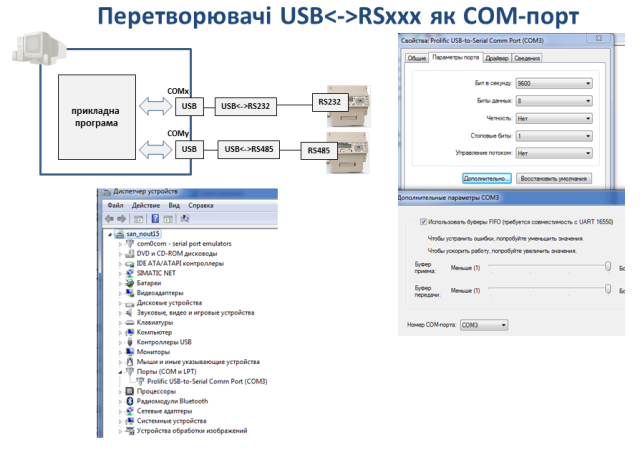 Перетворювачі USB<->RSxxx як COM-порт
прикладна
програма
COMx
USB
USB<->RS232
RS232
COMy
USB
USB<->RS485
RS485
Свойства: Prolific USB-to-Serial Comm Port (COM3)
Общие
Параметры порта
Драйвер
Сведения
Бит в секунду:
9600
Биты данных:
8
Четность:
Нет
Стоповые биты:
1
Управление потоком:
Нет
Дополнительно...
Восстановить умолчания
Дополнительные параметры COM3
Использовать буферы FIFO (требуется совместимость с UART 16550)
Чтобы устранить ошибки, попробуйте уменьшить значения.
Чтобы ускорить работу, попробуйте увеличить значения.
Буфер
приема:
Меньше (1)
Бо
Буфер
передачи:
Меньше (1)
Бо
Номер COM-порта:
COM3
Диспетчер устройств
Файл Действие Вид Справка
san_nout15
com0com - serial port emulators
DVD и CD-ROM дисководы
IDE ATA/ATAPI контроллеры
SIMATIC NET
Батареи
Видеоадаптеры
Дисковые устройства
Звуковые, видео и игровые устройства
Клавиатуры
Компьютер
Контроллеры USB
Мониторы
Мыши и иные указывающие устройства
Порты (COM и LPT)
Prolific USB-to-Serial Comm Port (COM3)
Процессоры
Радиомодули Bluetooth
Сетевые адаптеры
Системные устройства
Устройства обработки изображений